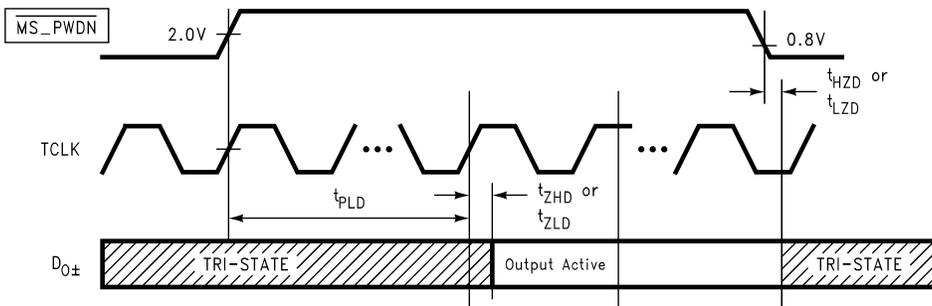 MS_PWDN
2.0V
0.8V
tHZD or
tLZD
TCLK
tPLD
tZHD or
tZLD
DO±
TRI-STATE
Output Active
TRI-STATE